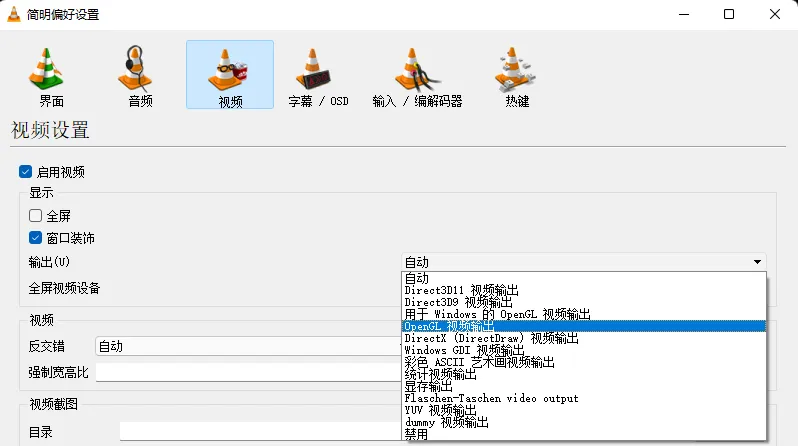 简明偏好设置
界面 音频 视频 字幕 / OSD 输入 / 编解码器 热键
视频设置
启用视频
显示
全屏
窗口装饰
输出(U) 自动
自动
Direct3D11 视频输出
全屏视频设备
Direct3D9 视频输出
用于 Windows 的 OpenGL 视频输出
视频
OpenGL 视频输出
DirectX (DirectDraw) 视频输出
反交错 自动
Windows GDI 视频输出
彩色 ASCII 艺术画视频输出
强制宽高比
统计视频输出
显存输出
Flaschen-Taschen video output
视频截图
YUV 视频输出
dummy 视频输出
目录
禁用